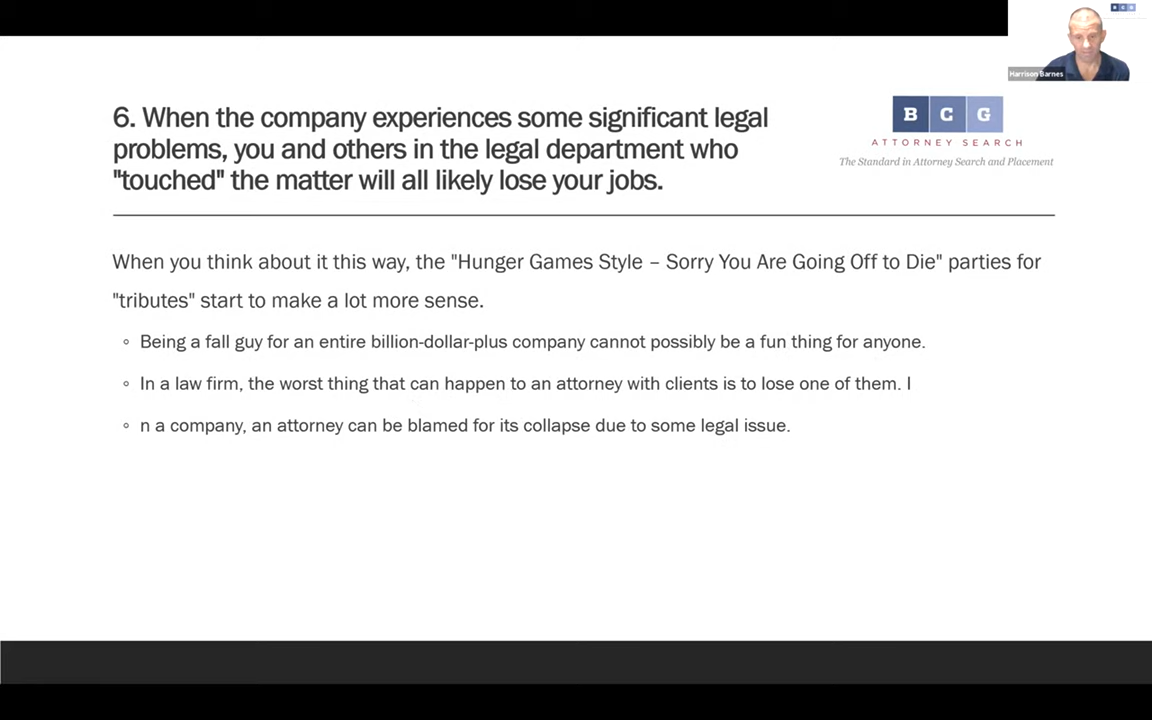 B C G
Harrison Barnes
6. When the company experiences some significant legal
problems, you and others in the legal department who
"touched" the matter will all likely lose your jobs.
B C G
ATTORNEY SEARCH
The Standard in Attorney Search and Placement
When you think about it this way, the "Hunger Games Style – Sorry You Are Going Off to Die" parties for
"tributes" start to make a lot more sense.
◦ Being a fall guy for an entire billion-dollar-plus company cannot possibly be a fun thing for anyone.
◦ In a law firm, the worst thing that can happen to an attorney with clients is to lose one of them. I
◦ n a company, an attorney can be blamed for its collapse due to some legal issue.